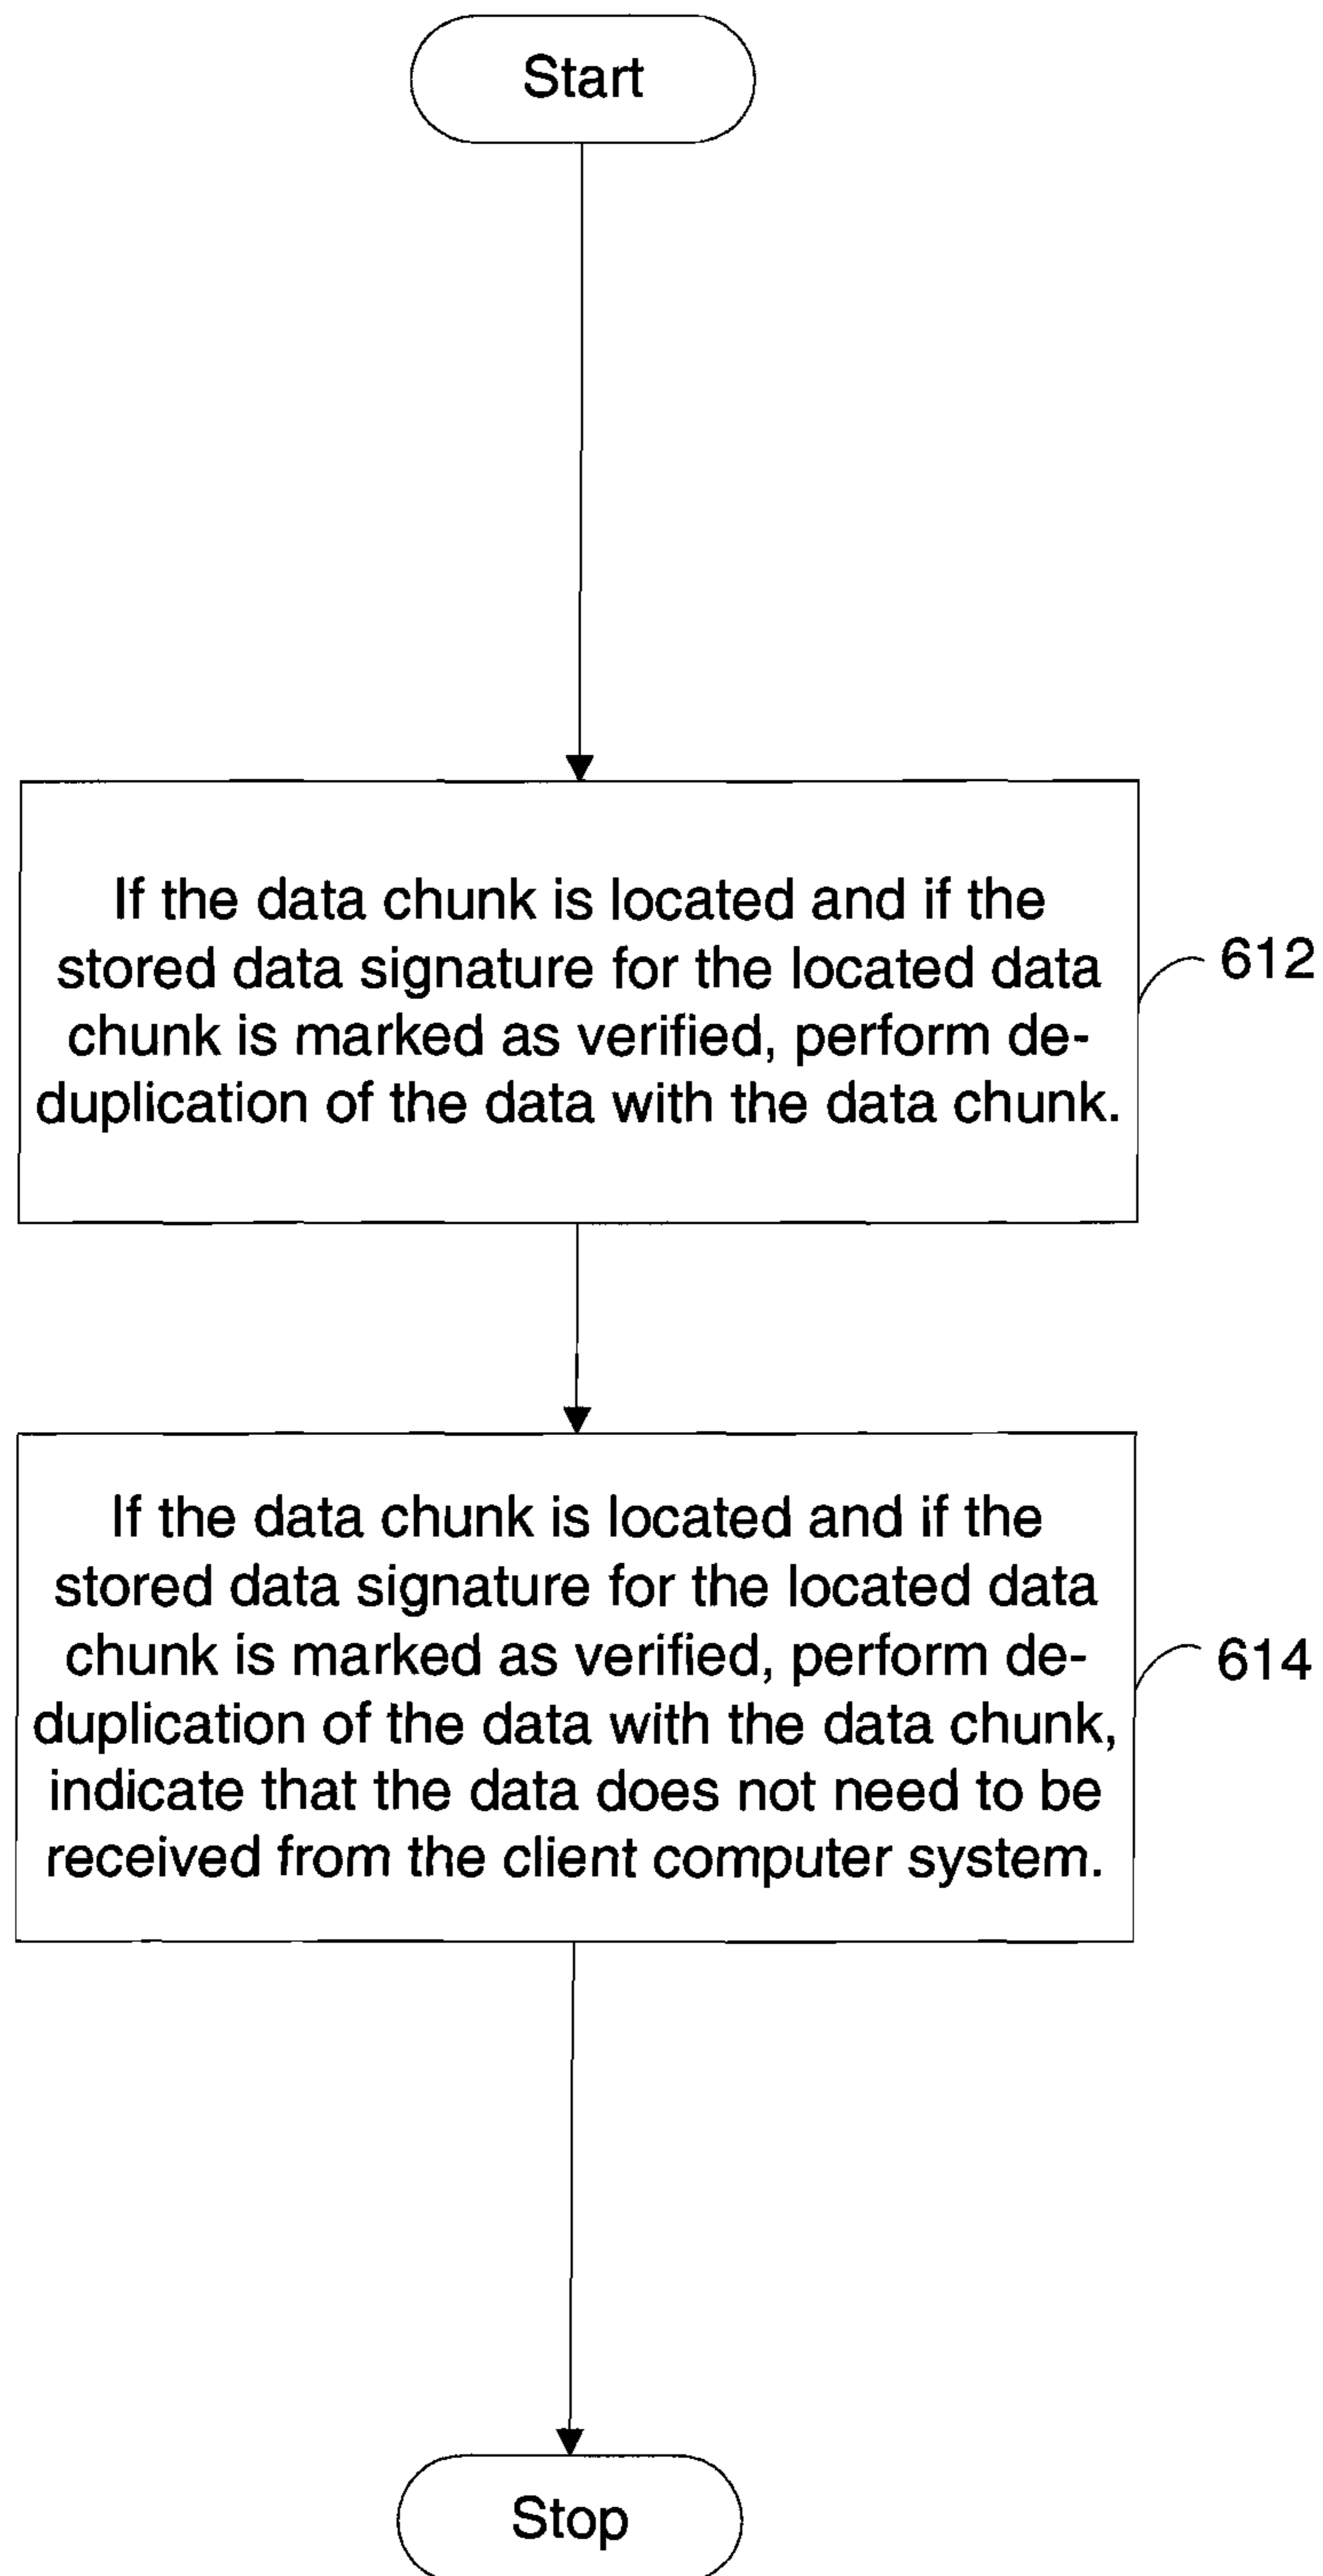 Start
If the data chunk is located and if the
stored data signature for the located data
chunk is marked as verified, perform de-
duplication of the data with the data chunk.
612
If the data chunk is located and if the
stored data signature for the located data
chunk is marked as verified, perform de-
duplication of the data with the data chunk,
indicate that the data does not need to be
received from the client computer system.
614
Stop